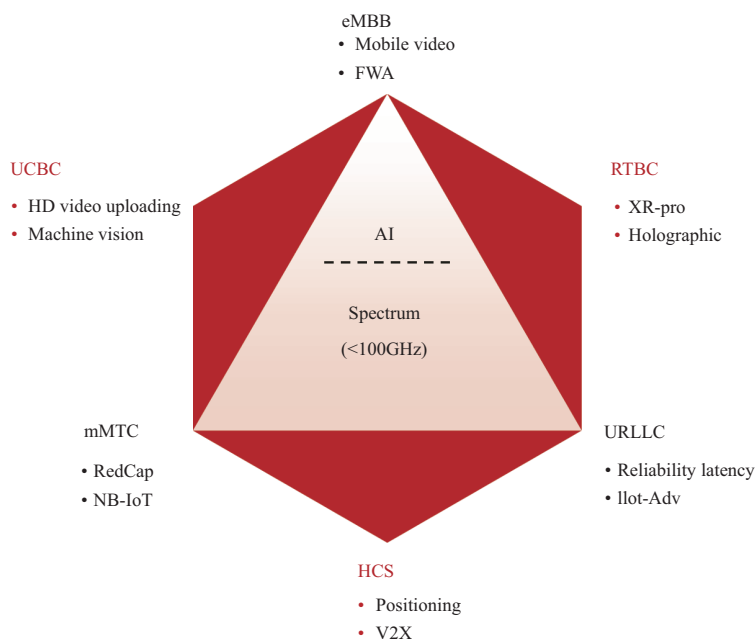 eMBB
• Mobile video
• FWA
UCBC
• HD video uploading
• Machine vision
RTBC
• XR-pro
• Holographic
AI
Spectrum
(<100GHz)
mMTC
• RedCap
• NB-IoT
URLLC
• Reliability latency
• llot-Adv
HCS
• Positioning
• V2X